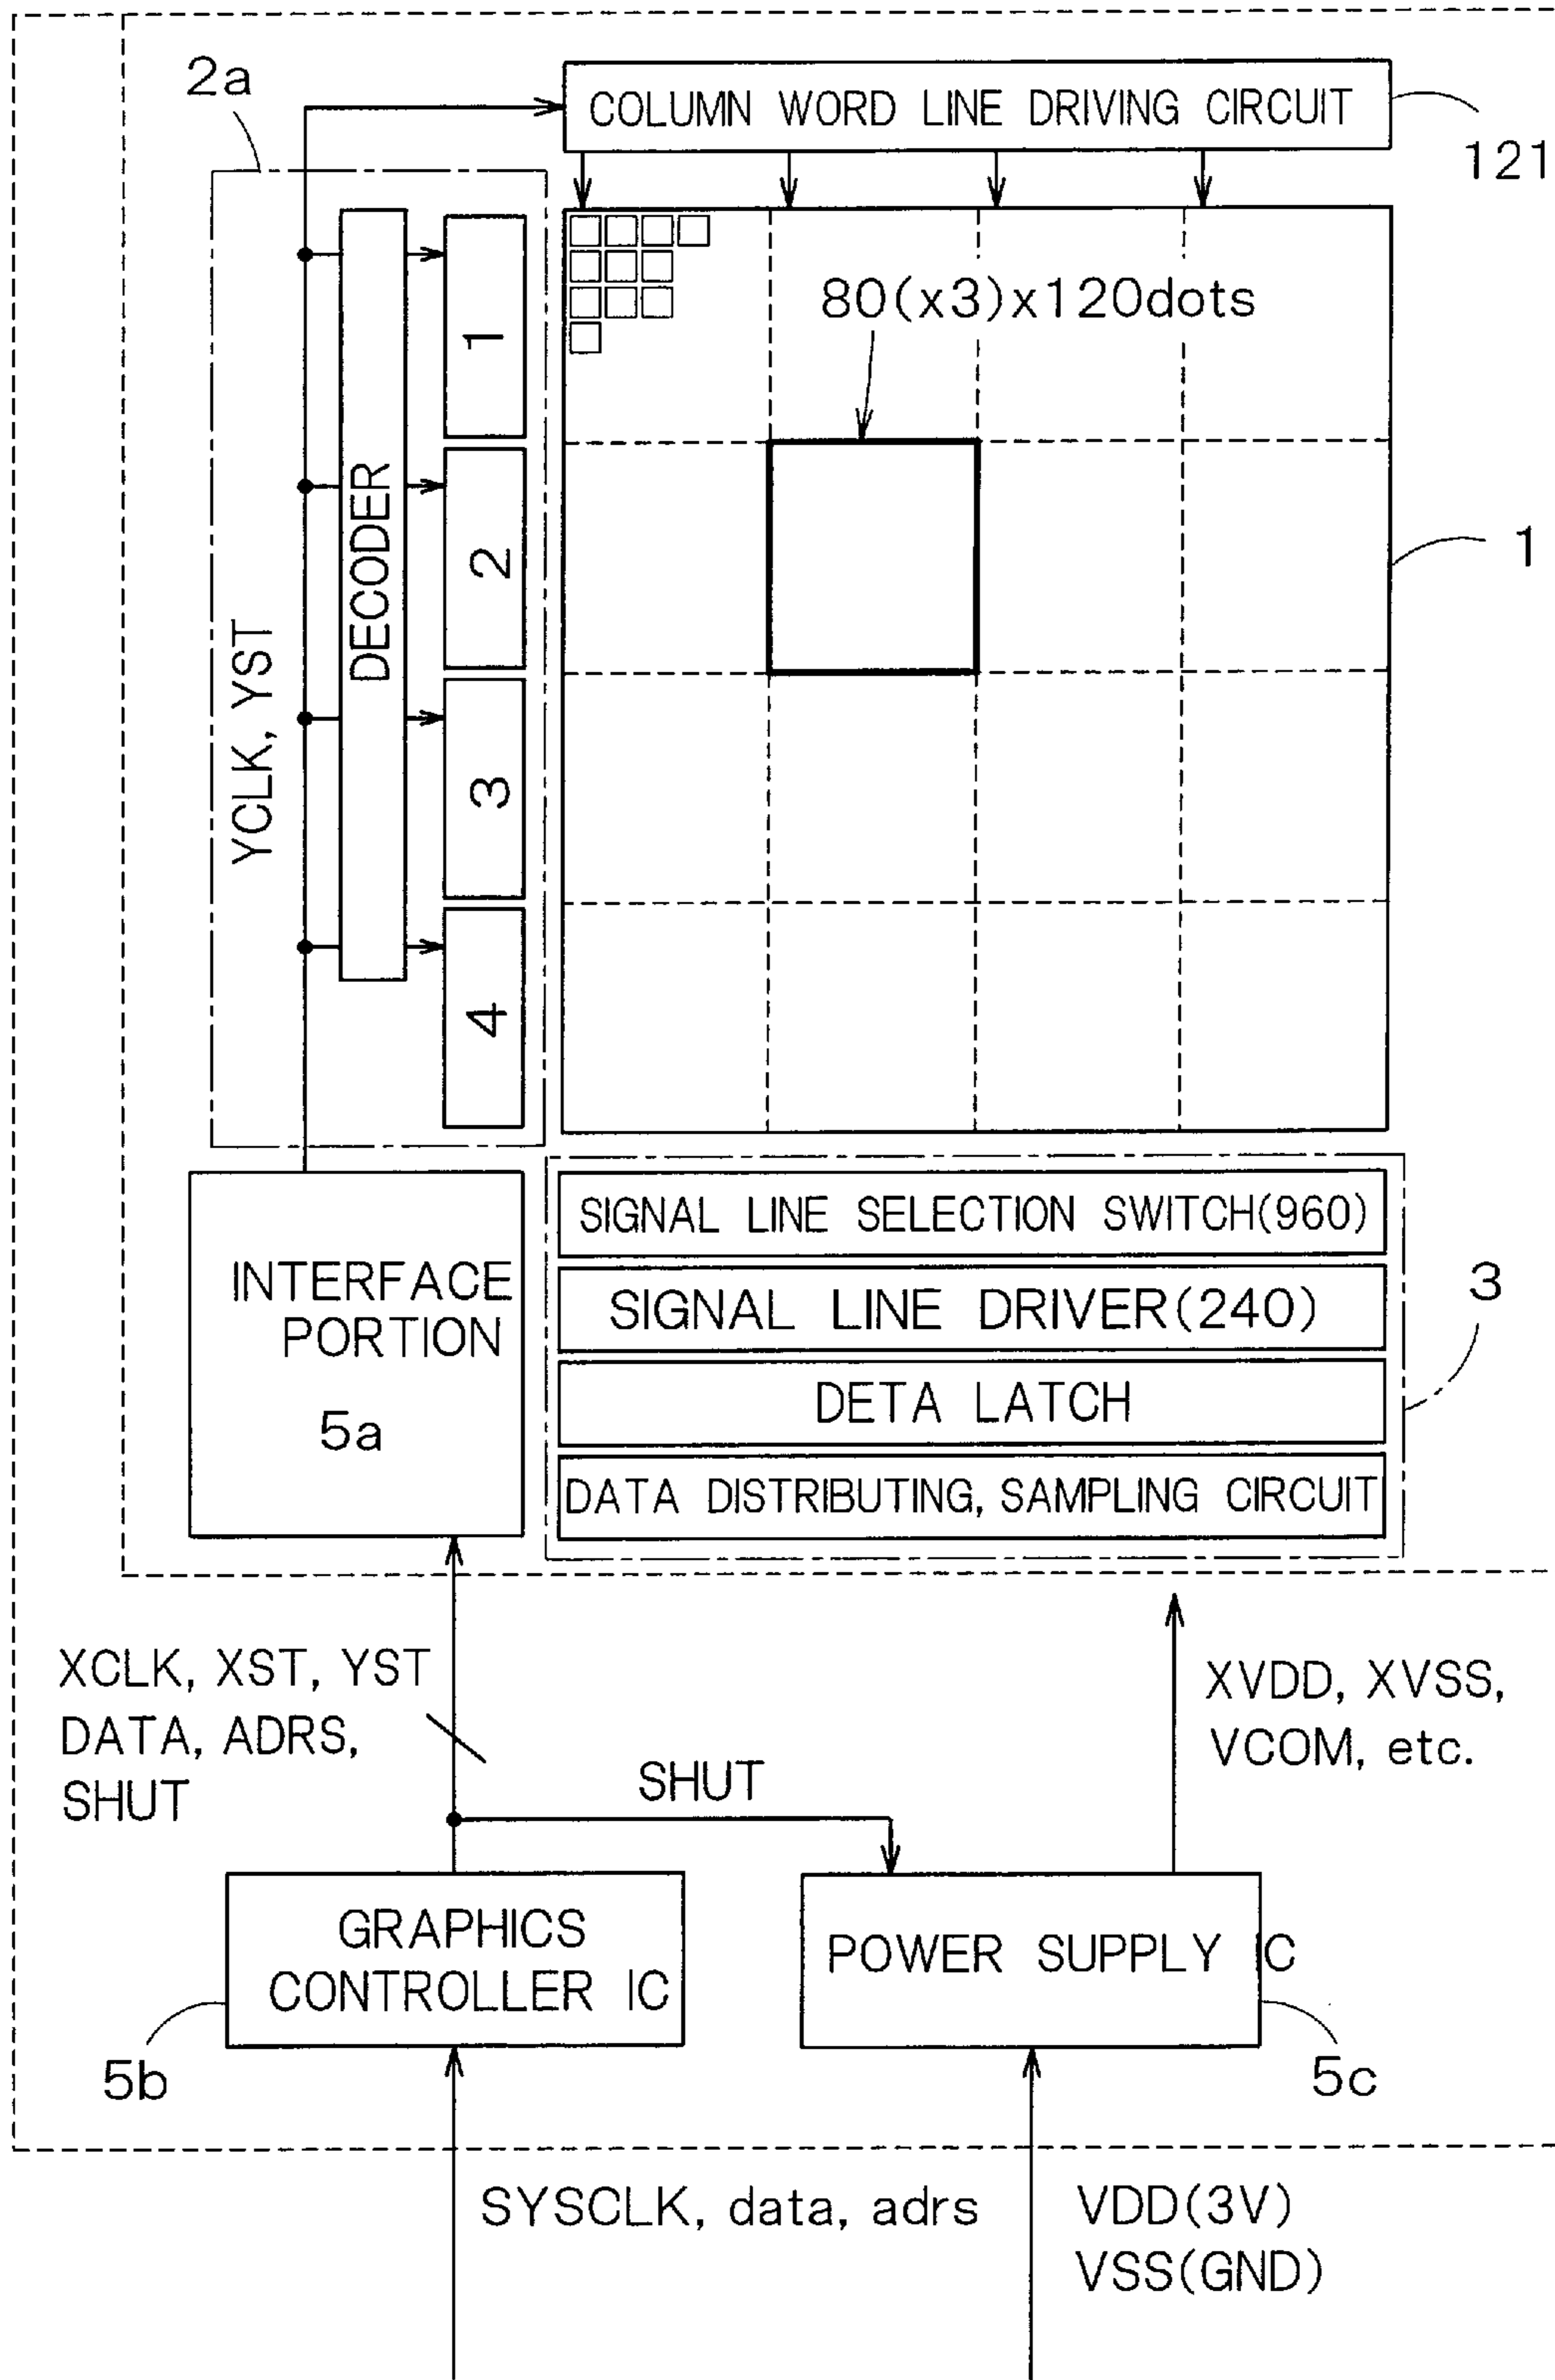 2a
COLUMN WORD LINE DRIVING CIRCUIT
121
80(x3)x120dots
YCLK, YST
DECODER
1
2
3
4
1
INTERFACE
PORTION
5a
SIGNAL LINE SELECTION SWITCH(960)
SIGNAL LINE DRIVER(240)
DETA LATCH
DATA DISTRIBUTING, SAMPLING CIRCUIT
3
XCLK, XST, YST
DATA, ADRS,
SHUT
SHUT
XVDD, XVSS,
VCOM, etc.
GRAPHICS
CONTROLLER IC
POWER SUPPLY IC
5b
5c
SYSCLK, data, adrs
VDD(3V)
VSS(GND)